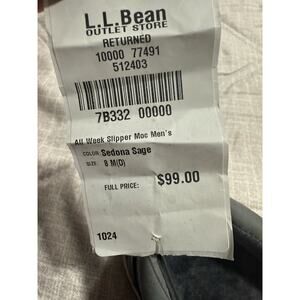 L.L.Bean
OUTLET STORE
RETURNED
10000 77491
512403
7B332 00000
All Week Slipper Moc Men's
COLOR: Sedona Sage
SIZE: 8 M(D)
FULL PRICE: $99.00
1024